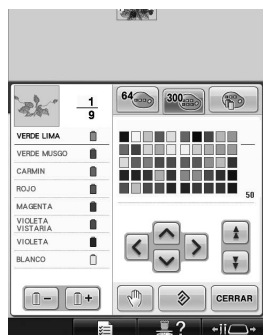 1
9
64
300
VERDE LIMA
VERDE MUSGO
CARMIN
ROJO
MAGENTA
VIOLETA
VISTARIA
VIOLETA
BLANCO
50
- +
CERRAR
?